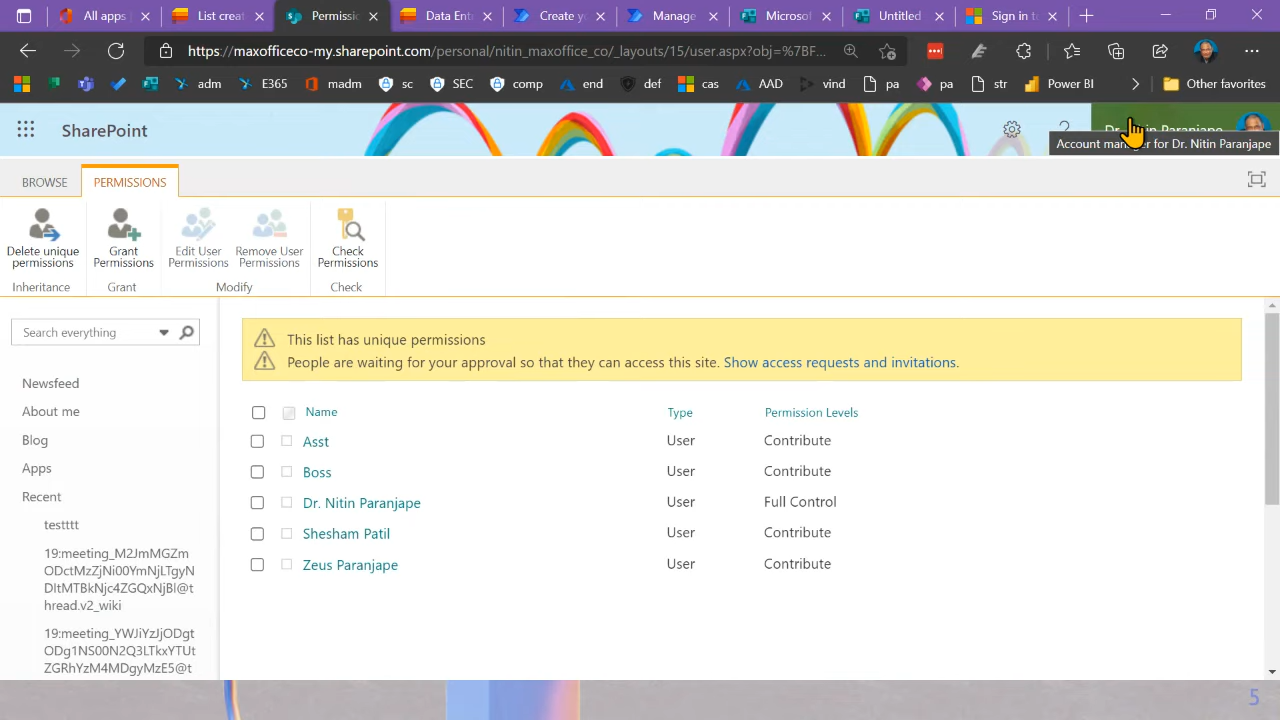 All apps
List creat
Permissi
Data Ente
Create yo
Manage
Microsof
Untitled
Sign in to
https://maxofficeco-my.sharepoint.com/personal/nitin_maxoffice_co/_layouts/15/user.aspx?obj=%7BF...
adm
E365
madm
sc
SEC
comp
end
def
cas
AAD
vind
pa
pa
str
Power BI
Other favorites
SharePoint
Account manager for Dr. Nitin Paranjape
BROWSE
PERMISSIONS
Delete unique permissions
Grant Permissions
Edit User Permissions
Remove User Permissions
Check Permissions
Inheritance
Grant
Modify
Check
Search everything
This list has unique permissions
People are waiting for your approval so that they can access this site. Show access requests and invitations.
Newsfeed
About me
Blog
Apps
Recent
testttt
19:meeting_M2JmMGZm
ODctMzZjNi00YmNjLTgyN
DItMTBkNjc4ZGQxNjBl@t
hread.v2_wiki
19:meeting_YWJiYzJjODgt
ODg1NS00N2Q3LTkxYTUt
ZGRhYzM4MDgyMzE5@t
Name Type Permission Levels
Asst User Contribute
Boss User Contribute
Dr. Nitin Paranjape User Full Control
Shesham Patil User Contribute
Zeus Paranjape User Contribute
5